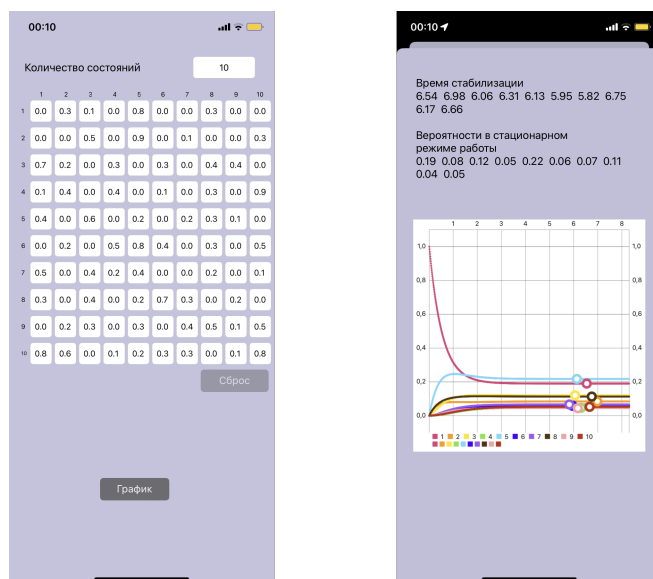 00:10
Количество состояний 10
1 2 3 4 5 6 7 8 9 10
1 0.0 0.3 0.1 0.0 0.8 0.0 0.0 0.3 0.0 0.0
2 0.0 0.0 0.5 0.0 0.9 0.0 0.1 0.0 0.0 0.3
3 0.7 0.2 0.0 0.3 0.0 0.3 0.0 0.4 0.4 0.0
4 0.1 0.4 0.0 0.4 0.0 0.1 0.0 0.3 0.0 0.9
5 0.4 0.0 0.6 0.0 0.2 0.0 0.2 0.3 0.1 0.0
6 0.0 0.2 0.0 0.5 0.8 0.4 0.0 0.3 0.0 0.5
7 0.5 0.0 0.4 0.2 0.4 0.0 0.0 0.2 0.0 0.1
8 0.3 0.0 0.4 0.0 0.2 0.7 0.3 0.0 0.2 0.0
9 0.0 0.2 0.3 0.0 0.3 0.0 0.4 0.5 0.1 0.5
10 0.8 0.6 0.0 0.1 0.2 0.3 0.3 0.0 0.1 0.8
Сброс
График
00:10
Время стабилизации
6.54 6.98 6.06 6.31 6.13 5.95 5.82 6.75
6.17 6.66
Вероятности в стационарном
режиме работы
0.19 0.08 0.12 0.05 0.22 0.06 0.07 0.11
0.04 0.05
1 2 3 4 5 6 7 8
1,0 1,0
0,8 0,8
0,6 0,6
0,4 0,4
0,2 0,2
0,0 0,0
1 2 3 4 5 6 7 8 9 10